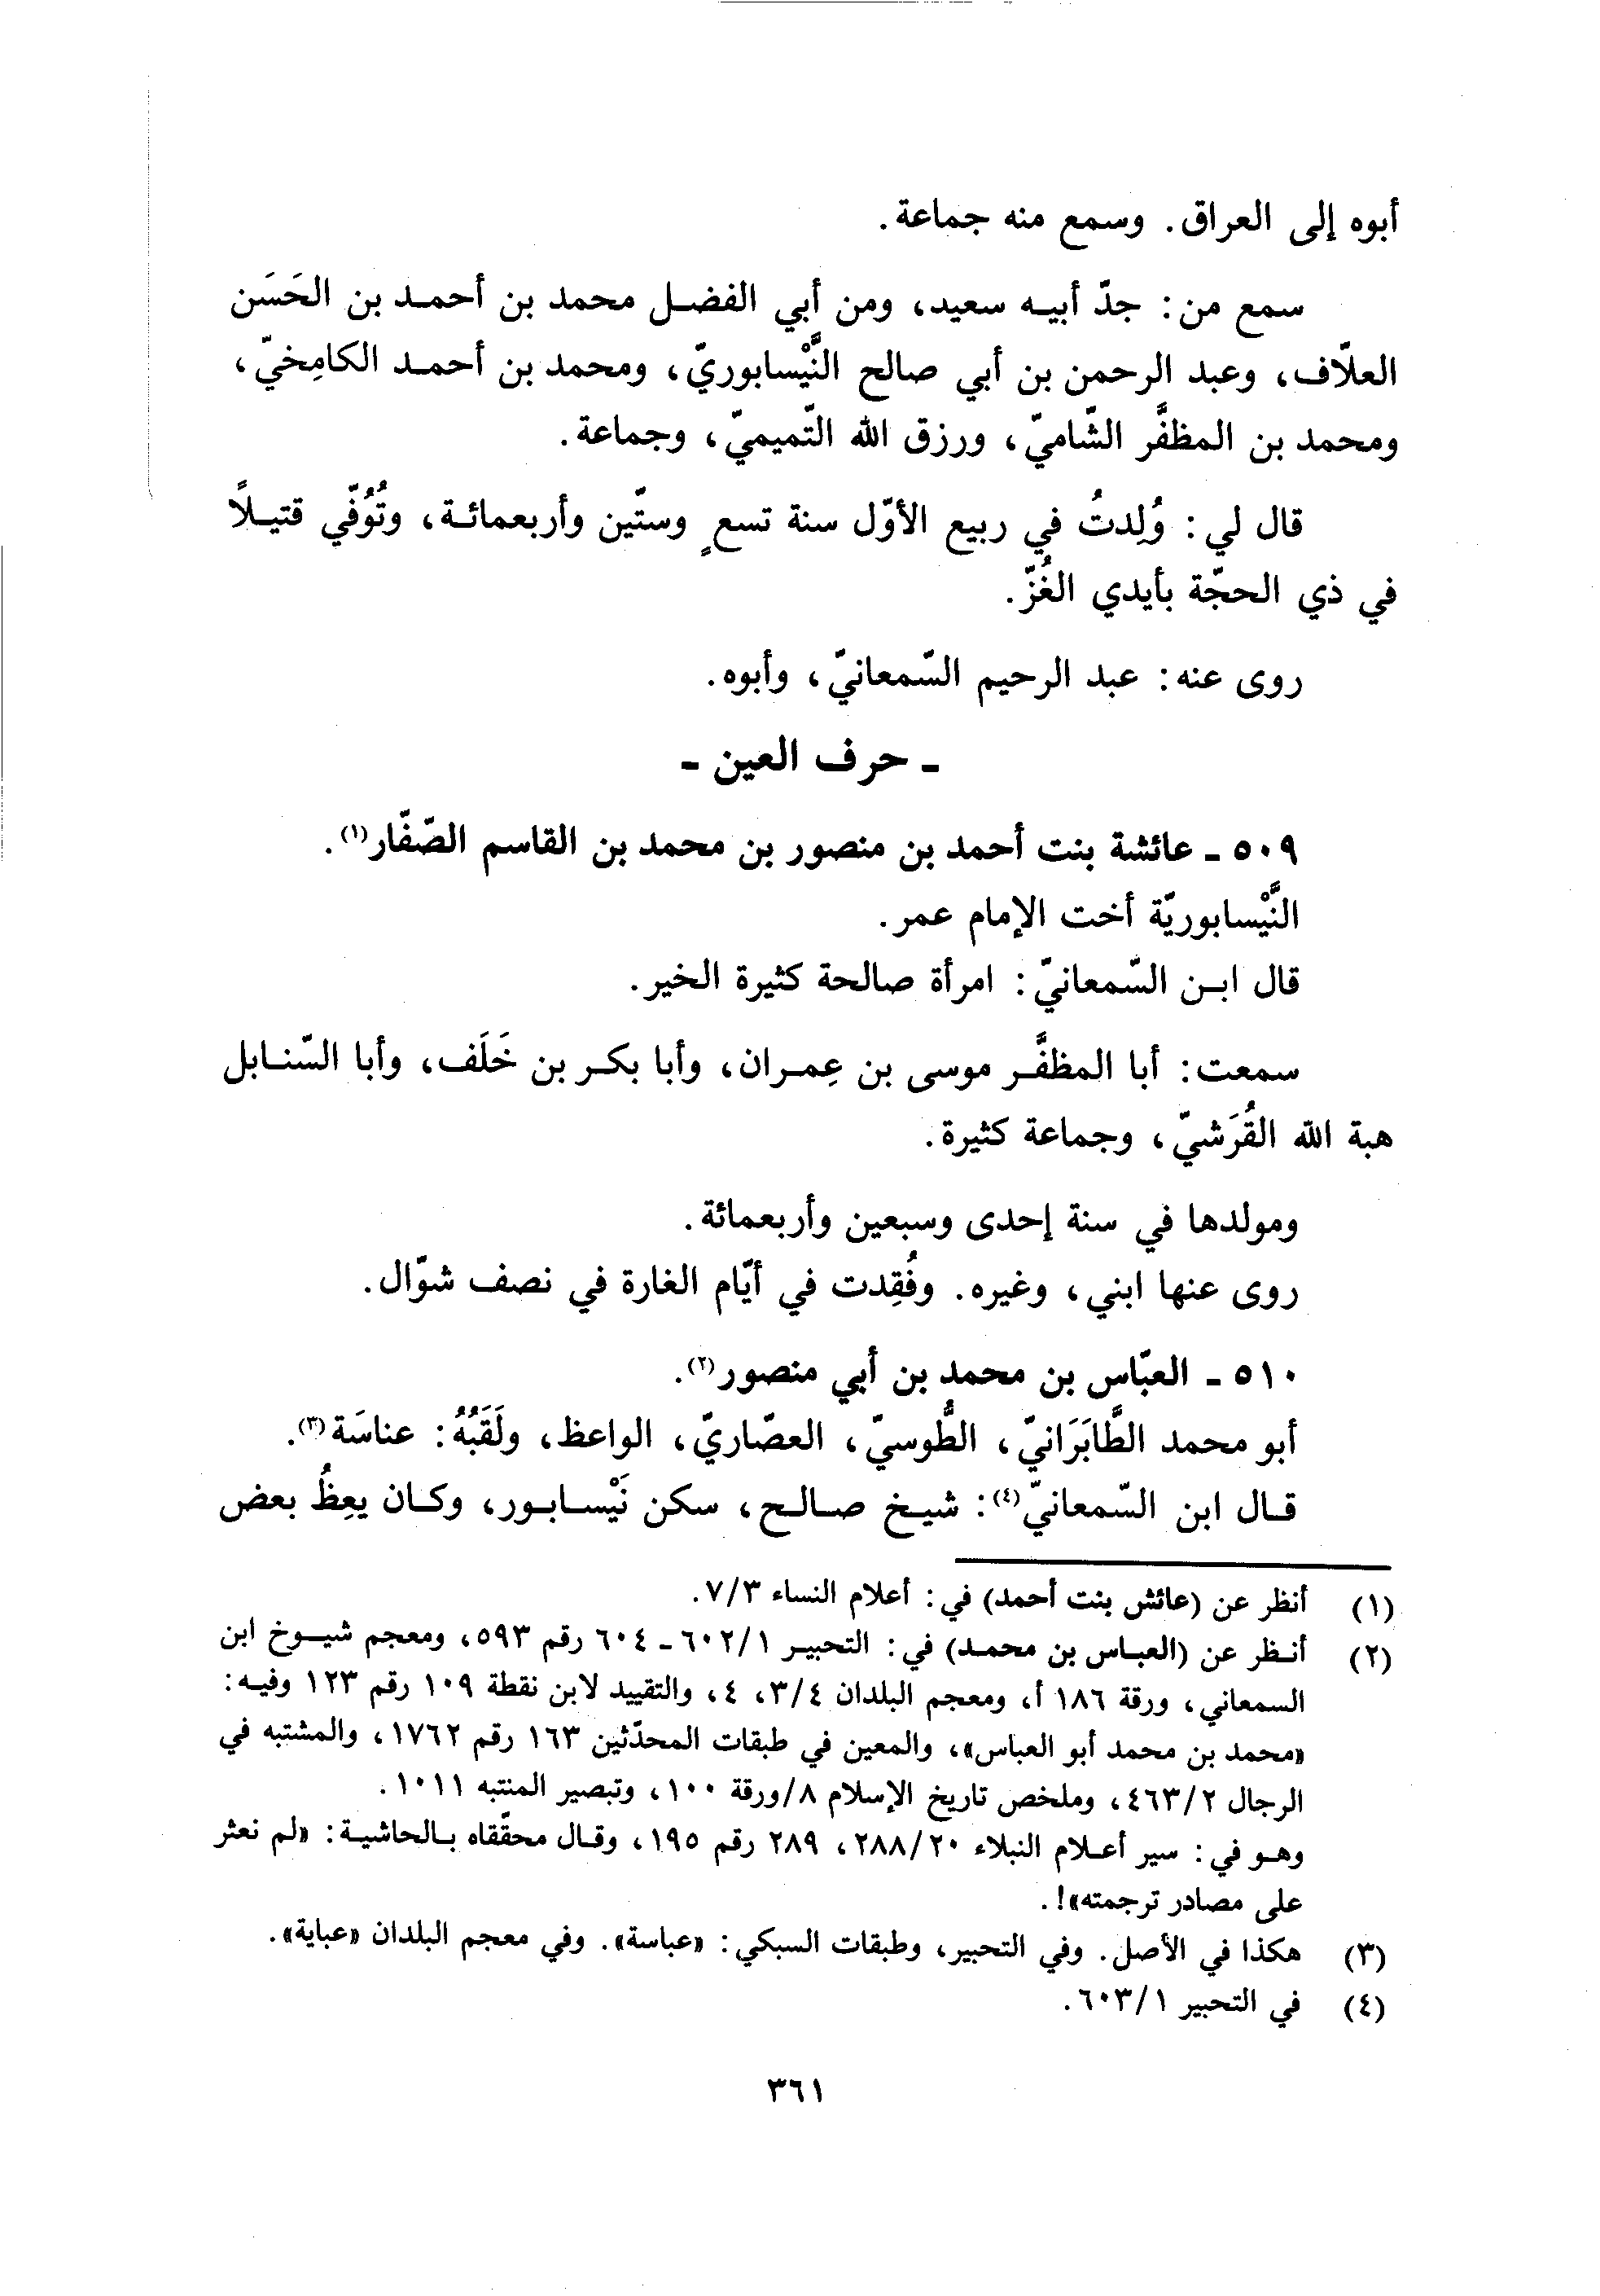 أبوه إلى العراق. وسمع منه جماعة.
سمع من: جدّ أبيه سعيد، ومن أبي الفضل محمد بن أحمد بن الحَسَن
العلّاف، وعبد الرحمن بن أبي صالح النَّيْسابوريّ، ومحمد بن أحمد الكامِخيّ،
ومحمد بن المظفَّر الشّاميّ، ورزق الله التّميميّ، وجماعة.
قال لي: وُلِدتُ في ربيع الأوّل سنة تسعٍ وستّين وأربعمائة، وتُوُفّي قتيلًا
في ذي الحجّة بأيدي الغُزّ.
روى عنه: عبد الرحيم السّمعانيّ، وأبوه.
ـ حرف العين ـ
٥٠٩ ـ عائشة بنت أحمد بن منصور بن محمد بن القاسم الصّفّار(١).
النَّيْسابوريّة أخت الإمام عمر.
قال ابن السّمعانيّ: امرأة صالحة كثيرة الخير.
سمعت: أبا المظفَّر موسى بن عِمران، وأبا بكر بن خَلَف، وأبا السّنابل
هبة الله القُرَشيّ، وجماعة كثيرة.
ومولدها في سنة إحدى وسبعين وأربعمائة.
روى عنها ابني، وغيره. وفُقِدت في أيّام الغارة في نصف شوّال.
٥١٠ ـ العبّاس بن محمد بن أبي منصور(٢).
أبو محمد الطَّابَرَانيّ، الطُّوسيّ، العصّاريّ، الواعظ، ولَقَبُهُ: عناسَة(٣).
قال ابن السّمعانيّ(٤): شيخ صالح، سكن نَيْسابور، وكان يعِظُ بعض
(١) أنظر عن (عائش بنت أحمد) في: أعلام النساء ٧/٣.
(٢) أنظر عن (العباس بن محمد) في: التحبير ٦٠٢/١ ـ ٦٠٤ رقم ٥٩٣، ومعجم شيوخ ابن
السمعاني، ورقة ١٨٦ أ، ومعجم البلدان ٣/٤، ٤، والتقييد لابن نقطة ١٠٩ رقم ١٢٣ وفيه:
«محمد بن محمد أبو العباس»، والمعين في طبقات المحدّثين ١٦٣ رقم ١٧٦٢، والمشتبه في
الرجال ٤٦٣/٢، وملخص تاريخ الإسلام ٨/ورقة ١٠٠، وتبصير المنتبه ١٠١١.
وهو في: سير أعلام النبلاء ٢٨٨/٢٠، ٢٨٩ رقم ١٩٥، وقال محقّقاه بالحاشية: «لم نعثر
على مصادر ترجمته»!.
(٣) هكذا في الأصل. وفي التحبير، وطبقات السبكي: «عباسة». وفي معجم البلدان «عباية».
(٤) في التحبير ٦٠٣/١.
٣٦١